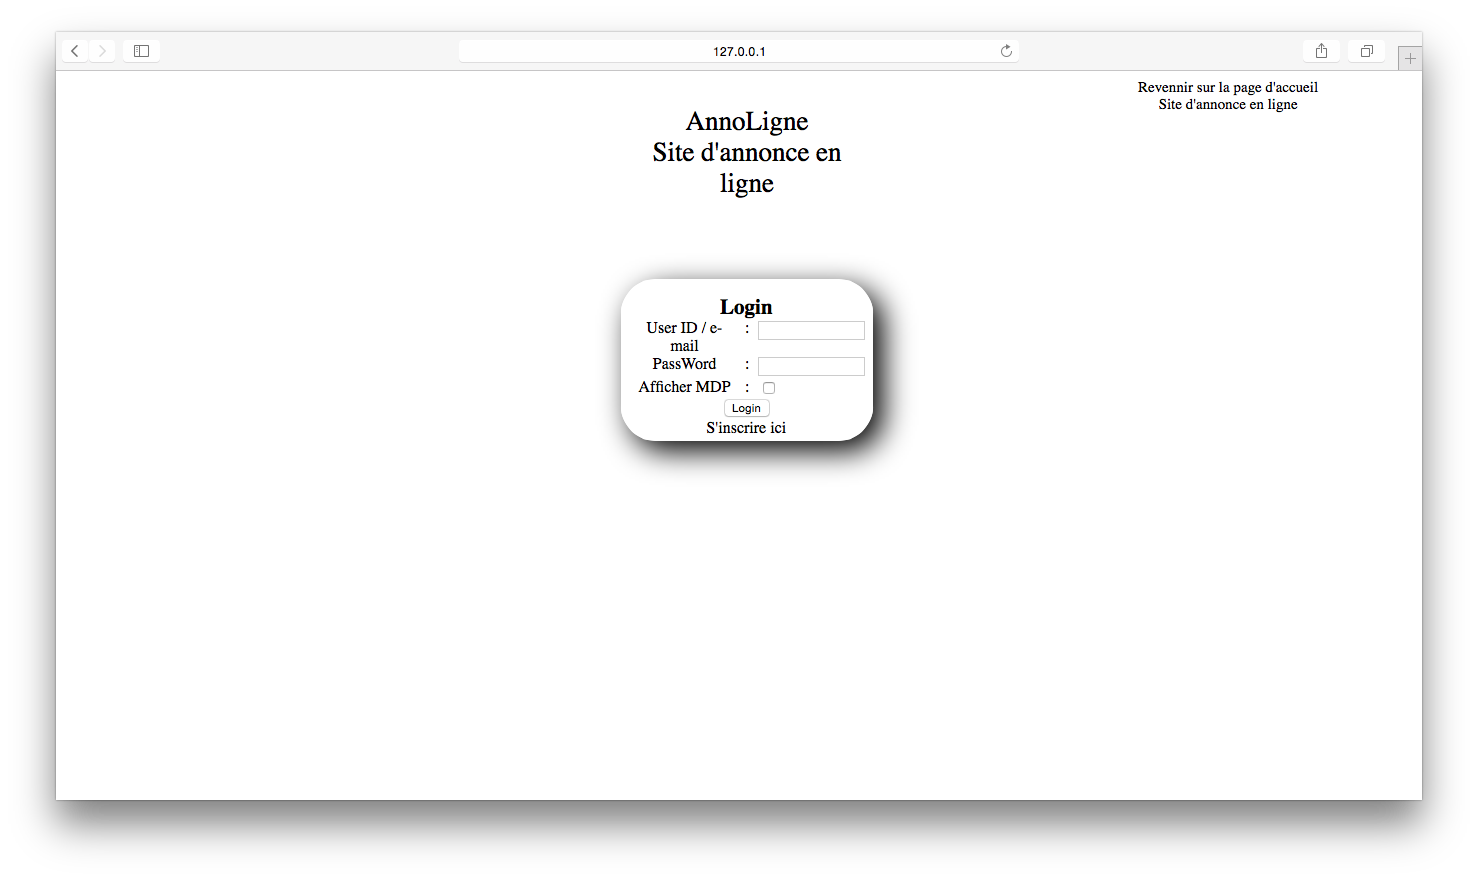 127.0.0.1
Revennir sur la page d'accueil
Site d'annonce en ligne
AnnoLigne
Site d'annonce en
ligne
Login
User ID / e-
mail
:
PassWord :
Afficher MDP :
Login
S'inscrire ici